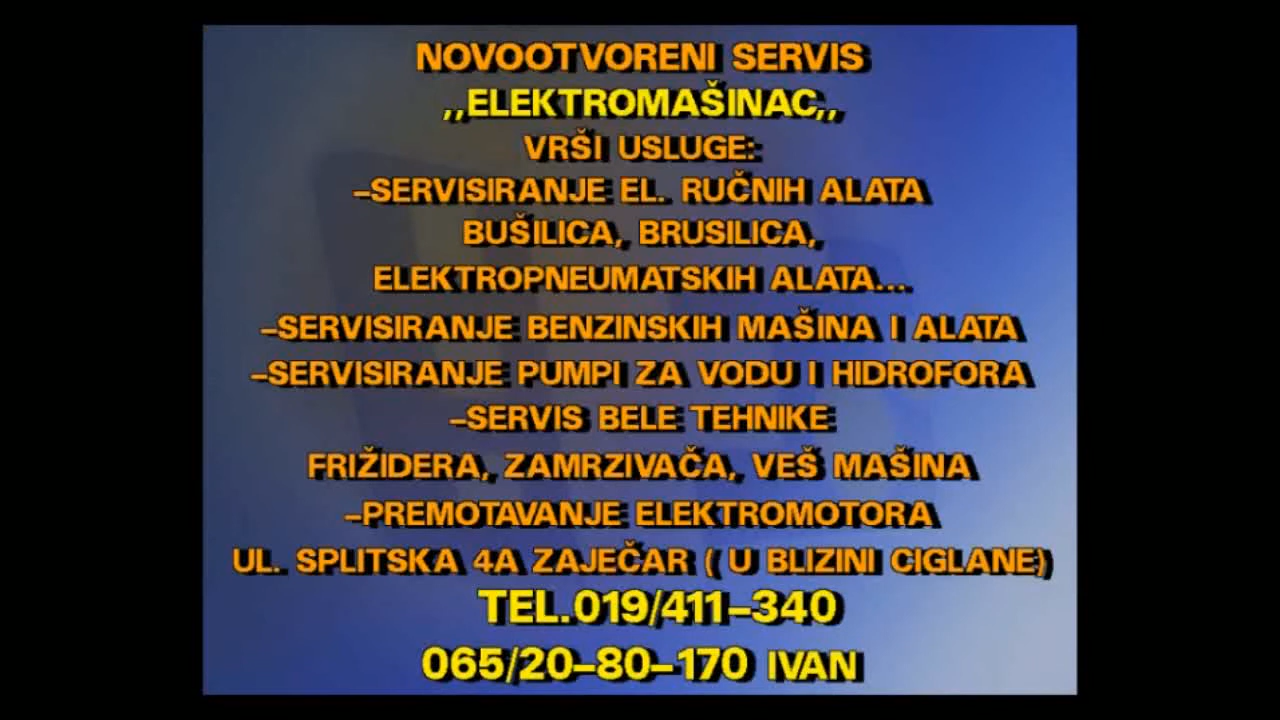 NOVOOTVORENI SERVIS
,,ELEKTROMAŠINAC,,
VRŠI USLUGE:
-SERVISIRANJE EL. RUČNIH ALATA
BUŠILICA, BRUSILICA,
ELEKTROPNEUMATSKIH ALATA...
-SERVISIRANJE BENZINSKIH MAŠINA I ALATA
-SERVISIRANJE PUMPI ZA VODU I HIDROFORA
-SERVIS BELE TEHNIKE
FRIŽIDERA, ZAMRZIVAČA, VEŠ MAŠINA
-PREMOTAVANJE ELEKTROMOTORA
UL. SPLITSKA 4A ZAJEČAR ( U BLIZINI CIGLANE)
TEL.019/411-340
065/20-80-170 IVAN